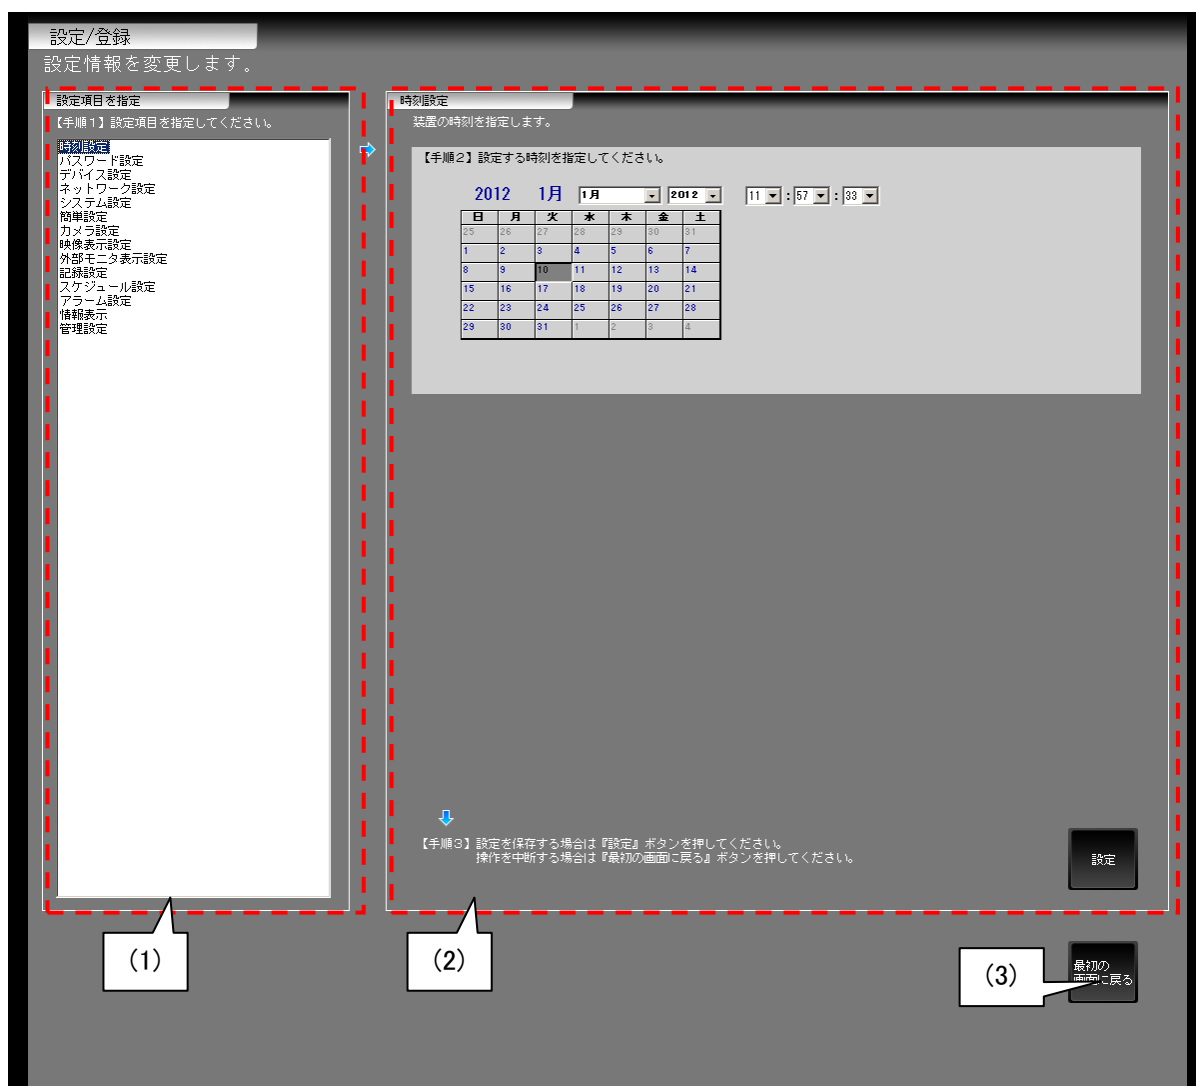 設定/登録
設定情報を変更します。
設定項目を指定
【手順1】設定項目を指定してください。
時刻設定
パスワード設定
デバイス設定
ネットワーク設定
システム設定
簡単設定
カメラ設定
映像表示設定
外部モニタ表示設定
記録設定
スケジュール設定
アラーム設定
情報表示
管理設定
時刻設定
装置の時刻を指定します。
【手順2】設定する時刻を指定してください。
2012 1月 1月 2012 11 : 57 : 33
日 月 火 水 木 金 土
25 26 27 28 29 30 31
1 2 3 4 5 6 7
8 9 10 11 12 13 14
15 16 17 18 19 20 21
22 23 24 25 26 27 28
29 30 31 1 2 3 4
【手順3】設定を保存する場合は『設定』ボタンを押してください。
操作を中断する場合は『最初の画面に戻る』ボタンを押してください。
設定
(1)
(2)
(3)
最初の
画面に戻る